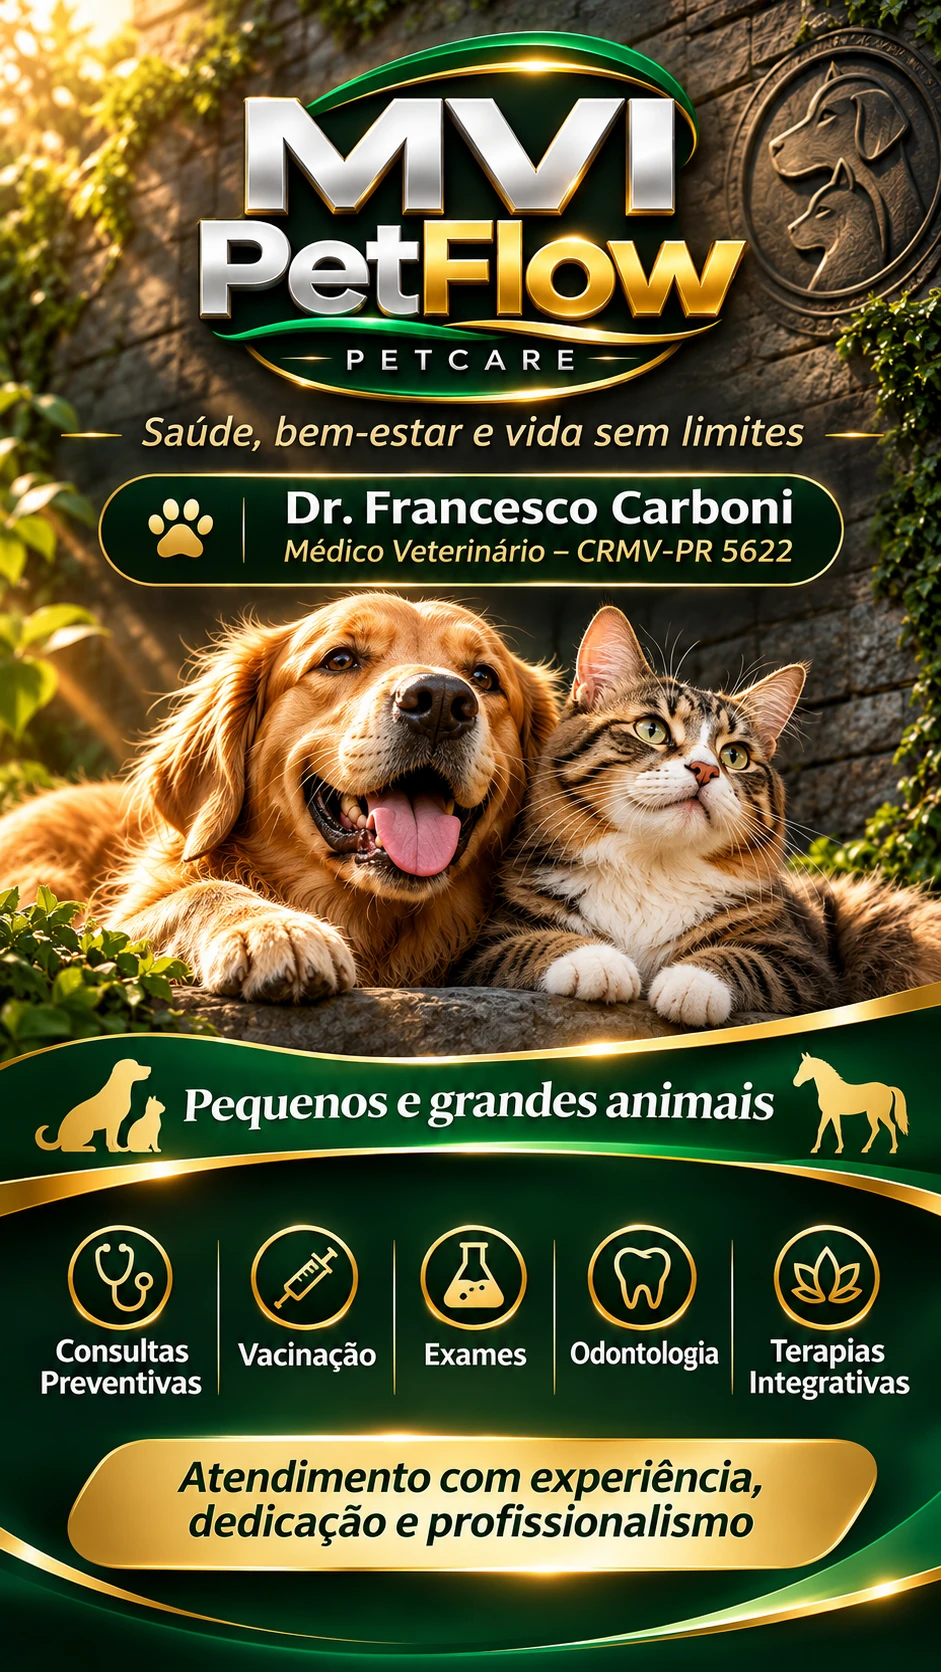 MVI
PetFlow
PETCARE
Saúde, bem-estar e vida sem limites
Dr. Francesco Carboni
Médico Veterinário – CRMV-PR 5622
Pequenos e grandes animais
Consultas
Preventivas
Vacinação
Exames
Odontologia
Terapias
Integrativas
Atendimento com experiência,
dedicação e profissionalismo